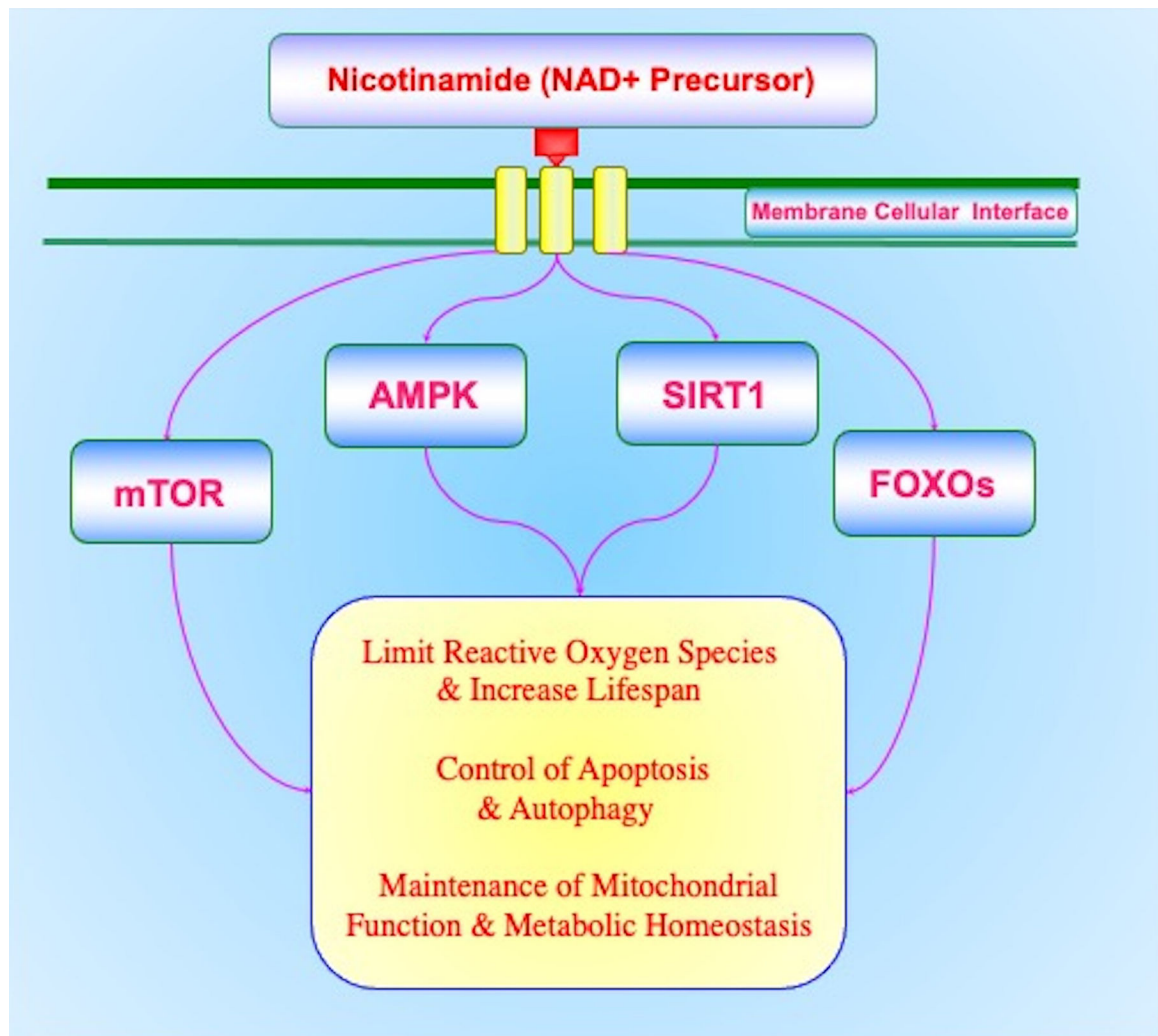 Nicotinamide (NAD+ Precursor)
Membrane Cellular Interface
AMPK
SIRT1
mTOR
FOXOs
Limit Reactive Oxygen Species
& Increase Lifespan
Control of Apoptosis
& Autophagy
Maintenance of Mitochondrial
Function & Metabolic Homeostasis